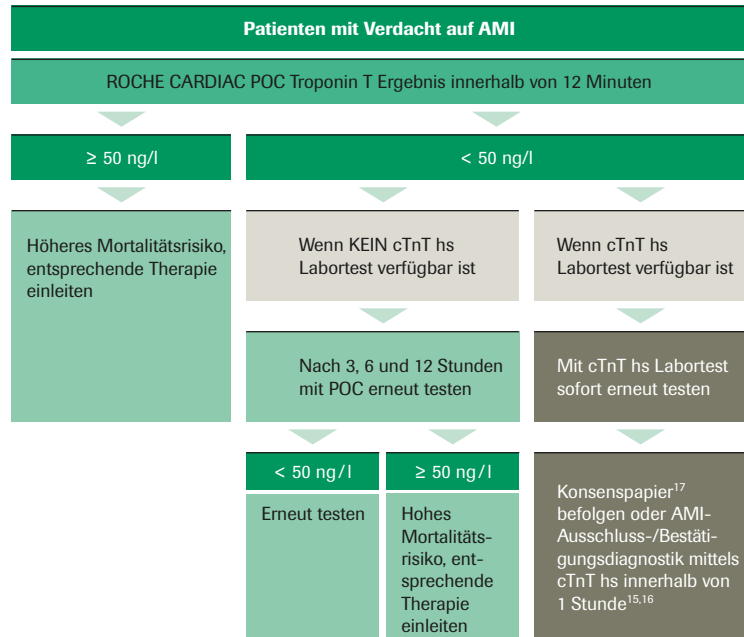 Patienten mit Verdacht auf AMI
ROCHE CARDIAC POC Troponin T Ergebnis innerhalb von 12 Minuten
≥ 50 ng/l
< 50 ng/l
Höheres Mortalitätsrisiko,
entsprechende Therapie
einleiten
Wenn KEIN cTnT hs
Labortest verfügbar ist
Wenn cTnT hs
Labortest verfügbar ist
Nach 3, 6 und 12 Stunden
mit POC erneut testen
Mit cTnT hs Labortest
sofort erneut testen
< 50 ng/l
Erneut testen
≥ 50 ng/l
Hohes
Mortalitäts-
risiko, ent-
sprechende
Therapie
einleiten
Konsenspapier¹⁷
befolgen oder AMI-
Ausschluss-/Bestäti-
gungsdiagnostik mittels
cTnT hs innerhalb von
1 Stunde¹⁵,¹⁶